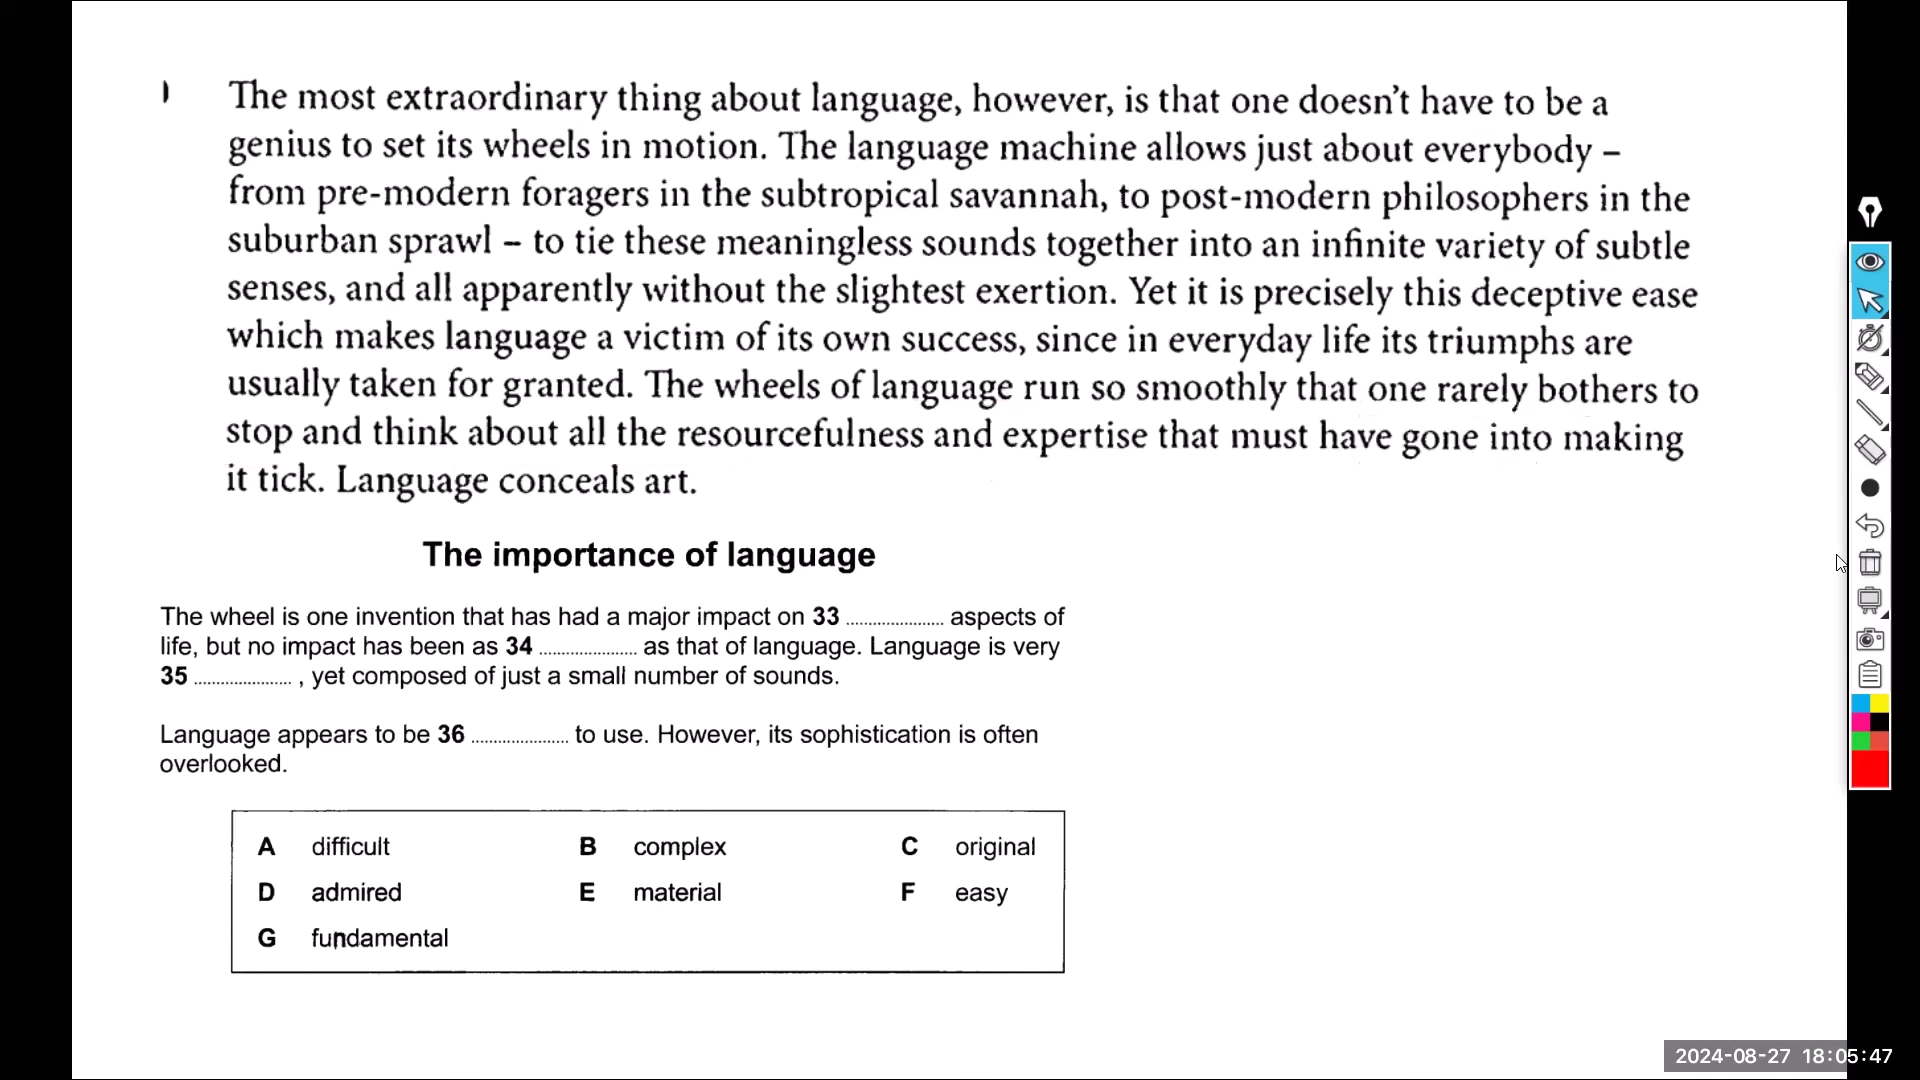 The most extraordinary thing about language, however, is that one doesn't have to be a
genius to set its wheels in motion. The language machine allows just about everybody –
from pre-modern foragers in the subtropical savannah, to post-modern philosophers in the
suburban sprawl – to tie these meaningless sounds together into an infinite variety of subtle
senses, and all apparently without the slightest exertion. Yet it is precisely this deceptive ease
which makes language a victim of its own success, since in everyday life its triumphs are
usually taken for granted. The wheels of language run so smoothly that one rarely bothers to
stop and think about all the resourcefulness and expertise that must have gone into making
it tick. Language conceals art.
The importance of language
The wheel is one invention that has had a major impact on 33 ..................... aspects of
life, but no impact has been as 34 ..................... as that of language. Language is very
35 ..................... , yet composed of just a small number of sounds.
Language appears to be 36 ..................... to use. However, its sophistication is often
overlooked.
A difficult B complex C original
D admired E material F easy
G fundamental
2024-08-27 18:05:47